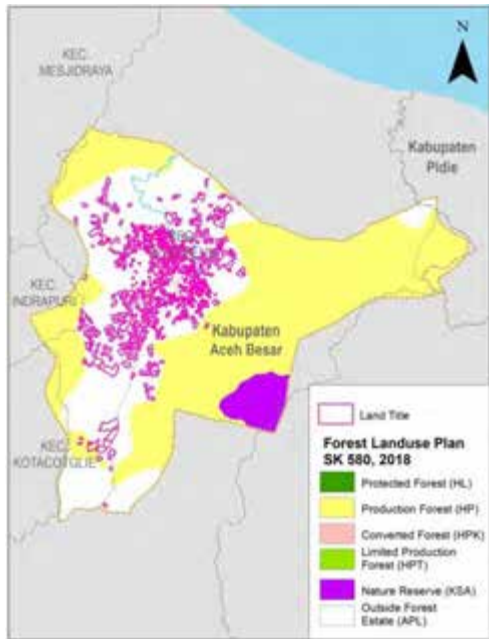 N
KEC.
MESJIDRAYA
Kabupaten
Pidie
KEC.
INDRAPURI
Kabupaten
Aceh Besar
KEC.
KOTACOTGLIE
Land Title
Forest Landuse Plan
SK 580, 2018
Protected Forest (HL)
Production Forest (HP)
Converted Forest (HPK)
Limited Production
Forest (HPT)
Nature Reserve (KSA)
Outside Forest
Estate (APL)